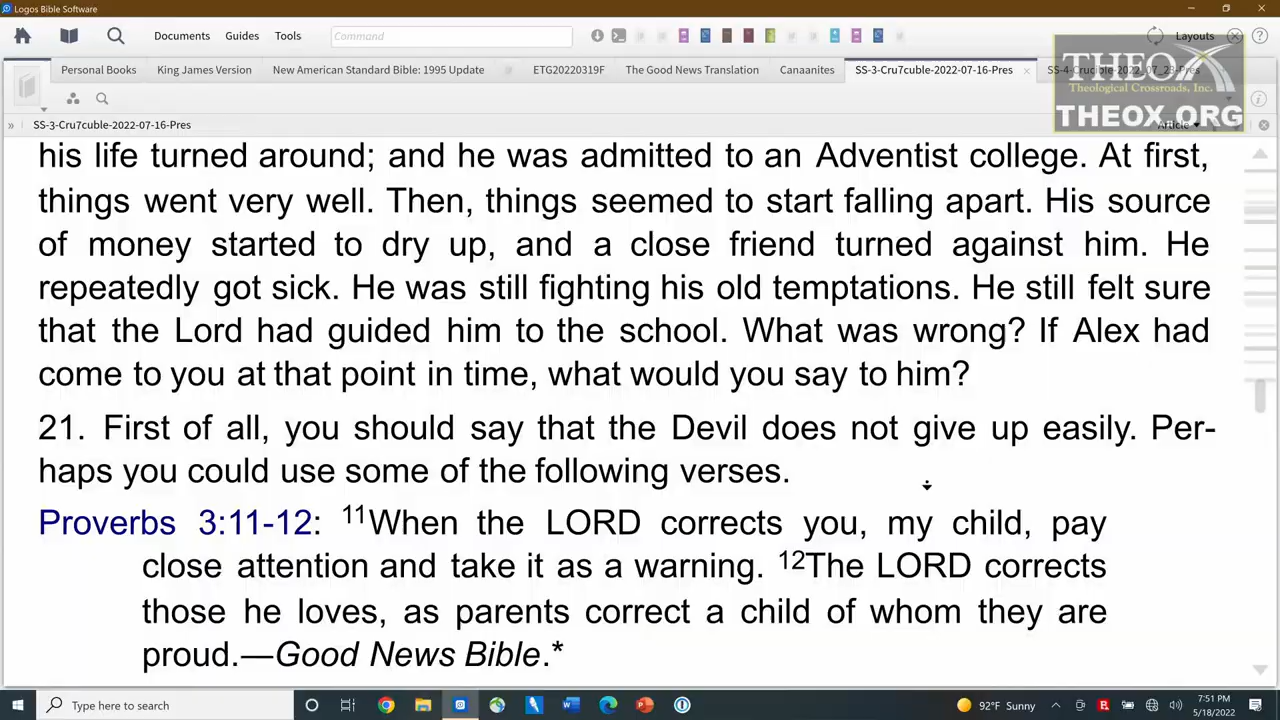 Logos Bible Software
Documents Guides Tools Command Layouts
Personal Books King James Version New American S ute ETG20220319F The Good News Translation Cannanites SS-3-Cru7cuble-2022-07-16-Pres SS-4-Crucible-2022_07_23-Pres
THEOX
Theological Crossroads, Inc.
THEOX.ORG
SS-3-Cru7cuble-2022-07-16-Pres Article
his life turned around; and he was admitted to an Adventist college. At first,
things went very well. Then, things seemed to start falling apart. His source
of money started to dry up, and a close friend turned against him. He
repeatedly got sick. He was still fighting his old temptations. He still felt sure
that the Lord had guided him to the school. What was wrong? If Alex had
come to you at that point in time, what would you say to him?
21. First of all, you should say that the Devil does not give up easily. Per-
haps you could use some of the following verses.
Proverbs 3:11-12: 11When the LORD corrects you, my child, pay
close attention and take it as a warning. 12The LORD corrects
those he loves, as parents correct a child of whom they are
proud.—Good News Bible.*
Type here to search 92°F Sunny 7:51 PM
5/18/2022